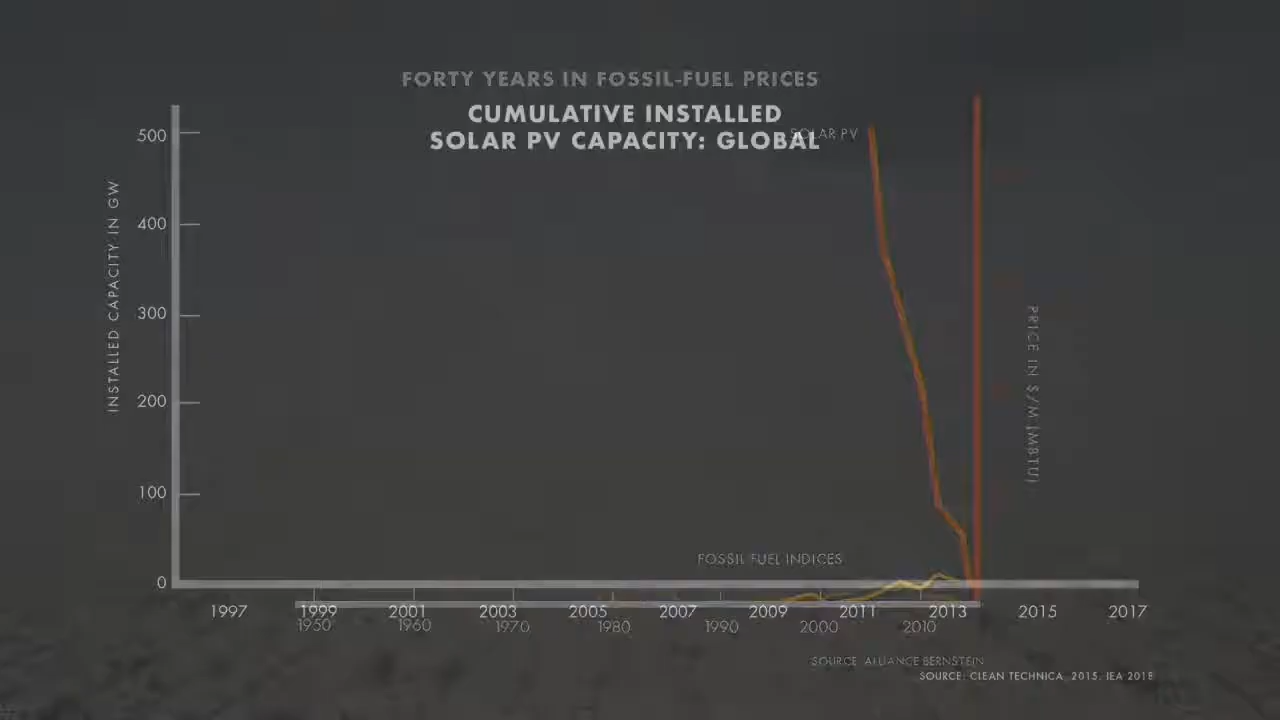 FORTY YEARS IN FOSSIL-FUEL PRICES
CUMULATIVE INSTALLED
SOLAR PV CAPACITY: GLOBAL
SOLAR PV
INSTALLED CAPACITY IN GW
500
400
300
200
100
0
PRICE IN $/M (MBTU)
FOSSIL FUEL INDICES
1997 1999 2001 2003 2005 2007 2009 2011 2013 2015 2017
1950 1960 1970 1980 1990 2000 2010
SOURCE ALLIANCE BERNSTEIN
SOURCE: CLEAN TECHNICA, 2015. IEA 2018